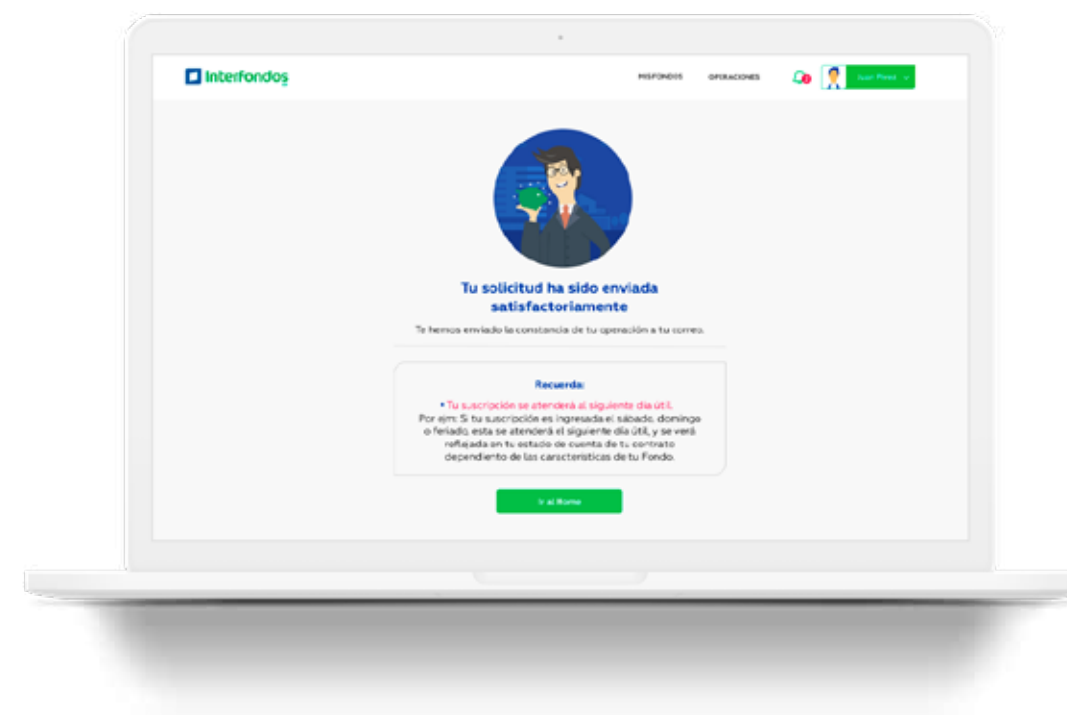 Interfondos
MIS FONDOS OPERACIONES Juan Perez
Tu solicitud ha sido enviada
satisfactoriamente
Te hemos enviado la constancia de tu operación a tu correo.
Recuerda:
• Tu suscripción se atenderá al siguiente día útil.
Por ejm: Si tu suscripción es ingresada el sábado, domingo
o feriado, esta se atenderá el siguiente día útil, y se verá
reflejada en tu estado de cuenta de tu contrato
dependiento de las características de tu Fondo.
Ir al Home